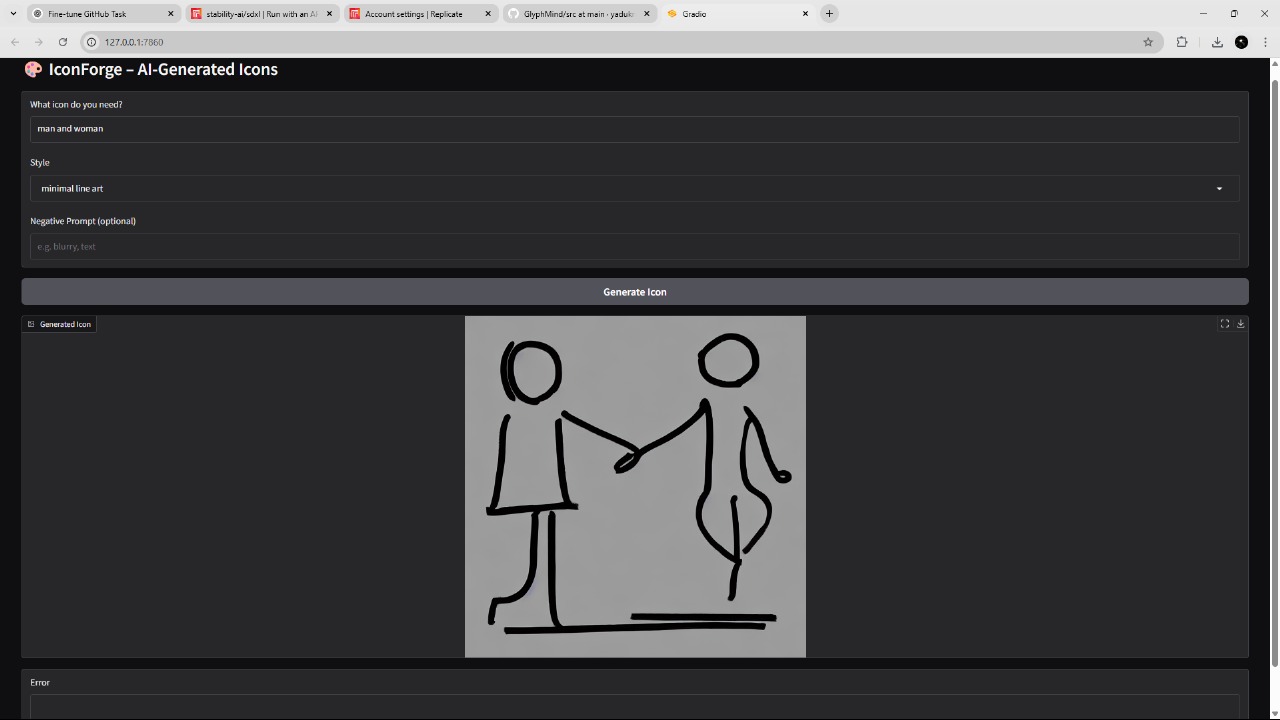 Fine-tune GitHub Task
stability-ai/sdxl | Run with an AI
Account settings | Replicate
GlyphMind/src at main · yaduk
Gradio
127.0.0.1:7860
IconForge – AI-Generated Icons
What icon do you need?
man and woman
Style
minimal line art
Negative Prompt (optional)
e.g. blurry, text
Generate Icon
Generated Icon
Error